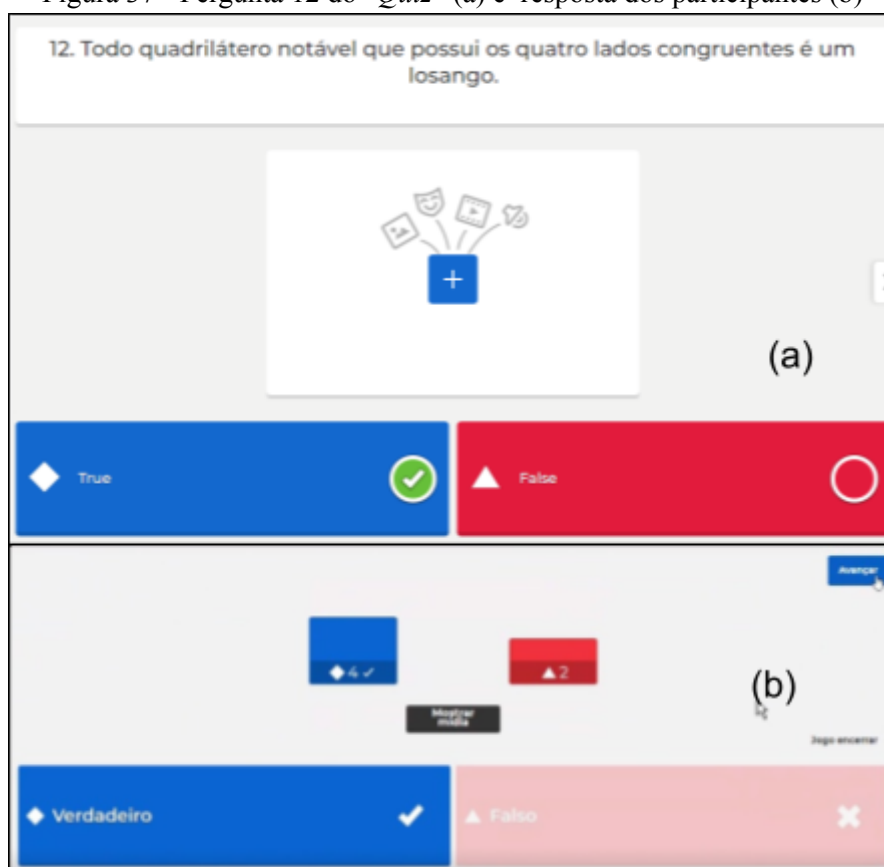 Figura 37 - Pergunta 12 do "Quiz" (a) e resposta dos participantes (b)
12. Todo quadrilátero notável que possui os quatro lados congruentes é um
losango.
(a)
True
False
Avançar
4
2
(b)
Mostrar
mídia
Jogo encerrar
Verdadeiro
Falso